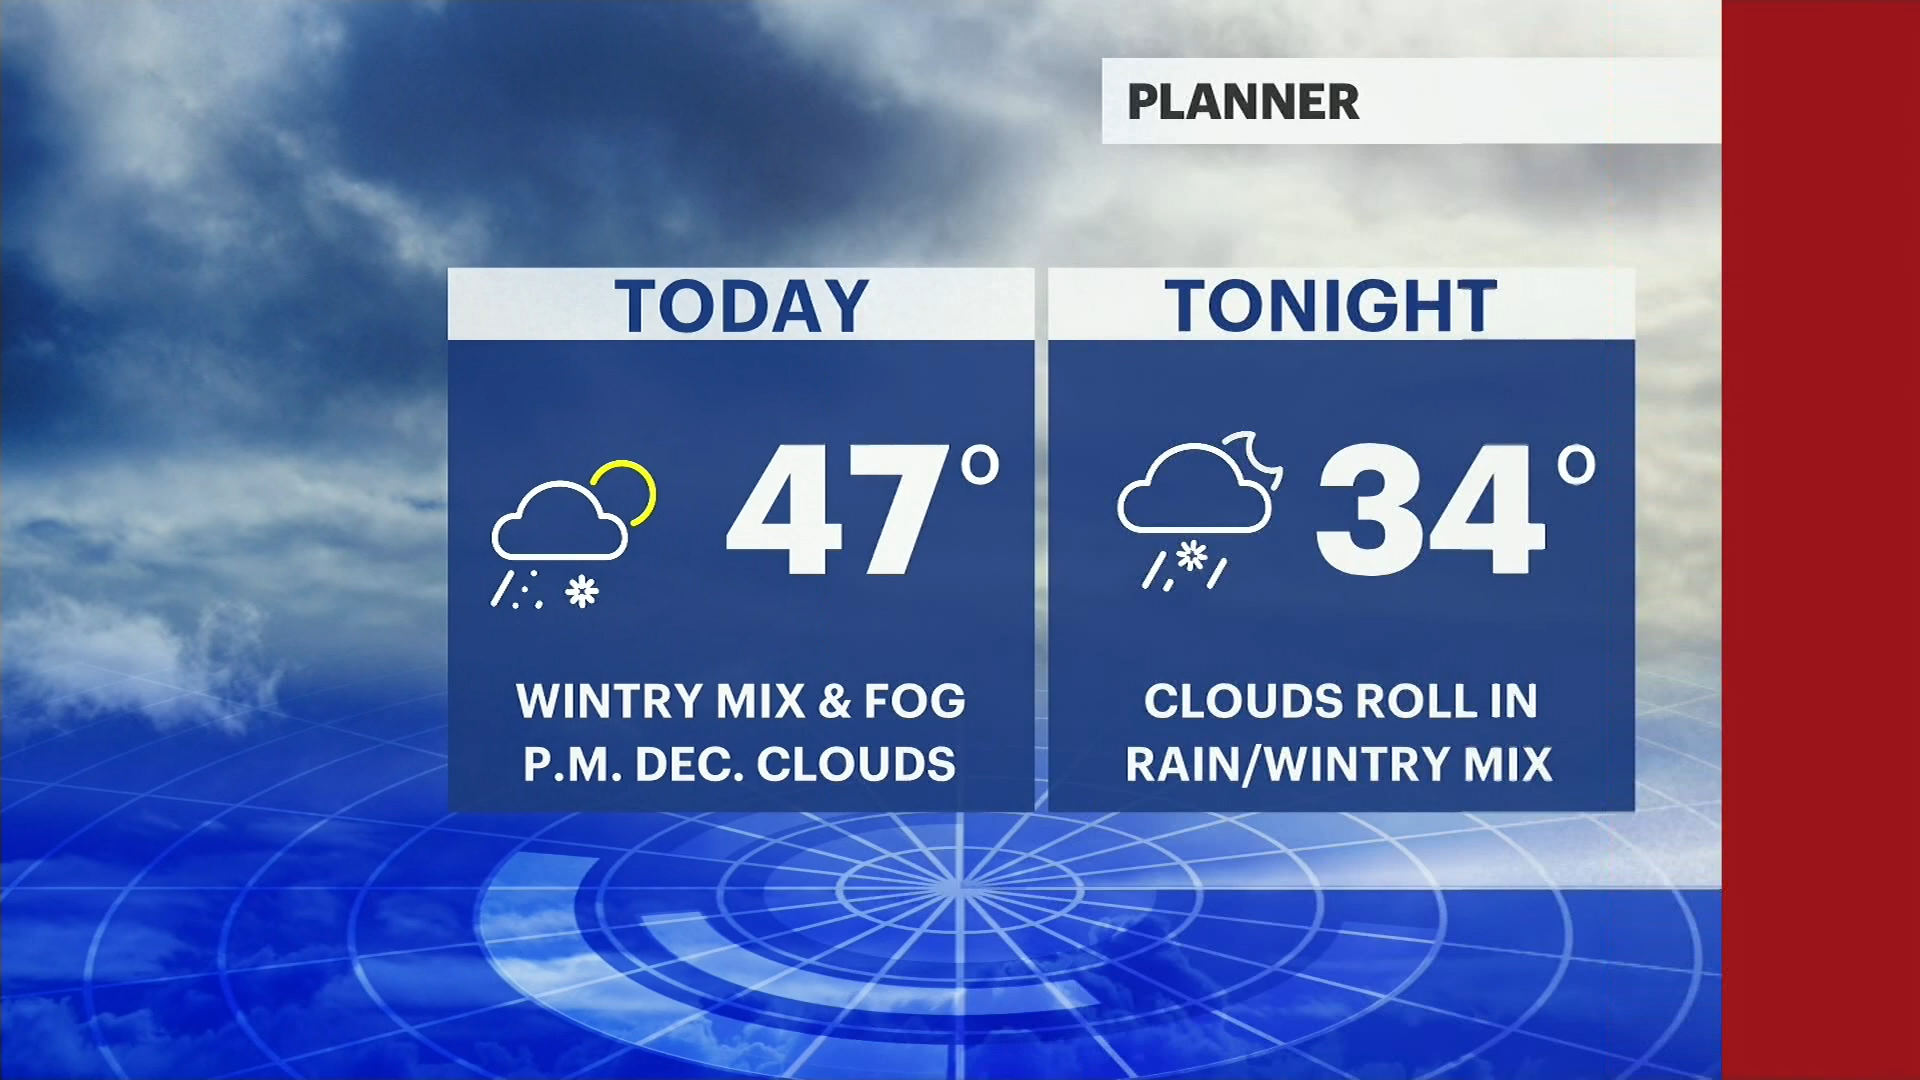 PLANNER
TODAY
47°
WINTRY MIX & FOG
P.M. DEC. CLOUDS
TONIGHT
34°
CLOUDS ROLL IN
RAIN/WINTRY MIX